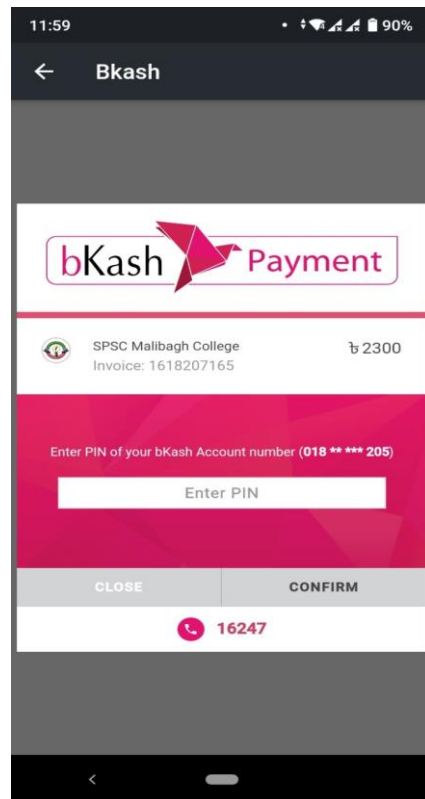 11:59 90%
Bkash
bKash Payment
SPSC Malibagh College ৳ 2300
Invoice: 1618207165
Enter PIN of your bKash Account number (018 ** *** 205)
Enter PIN
CLOSE CONFIRM
16247